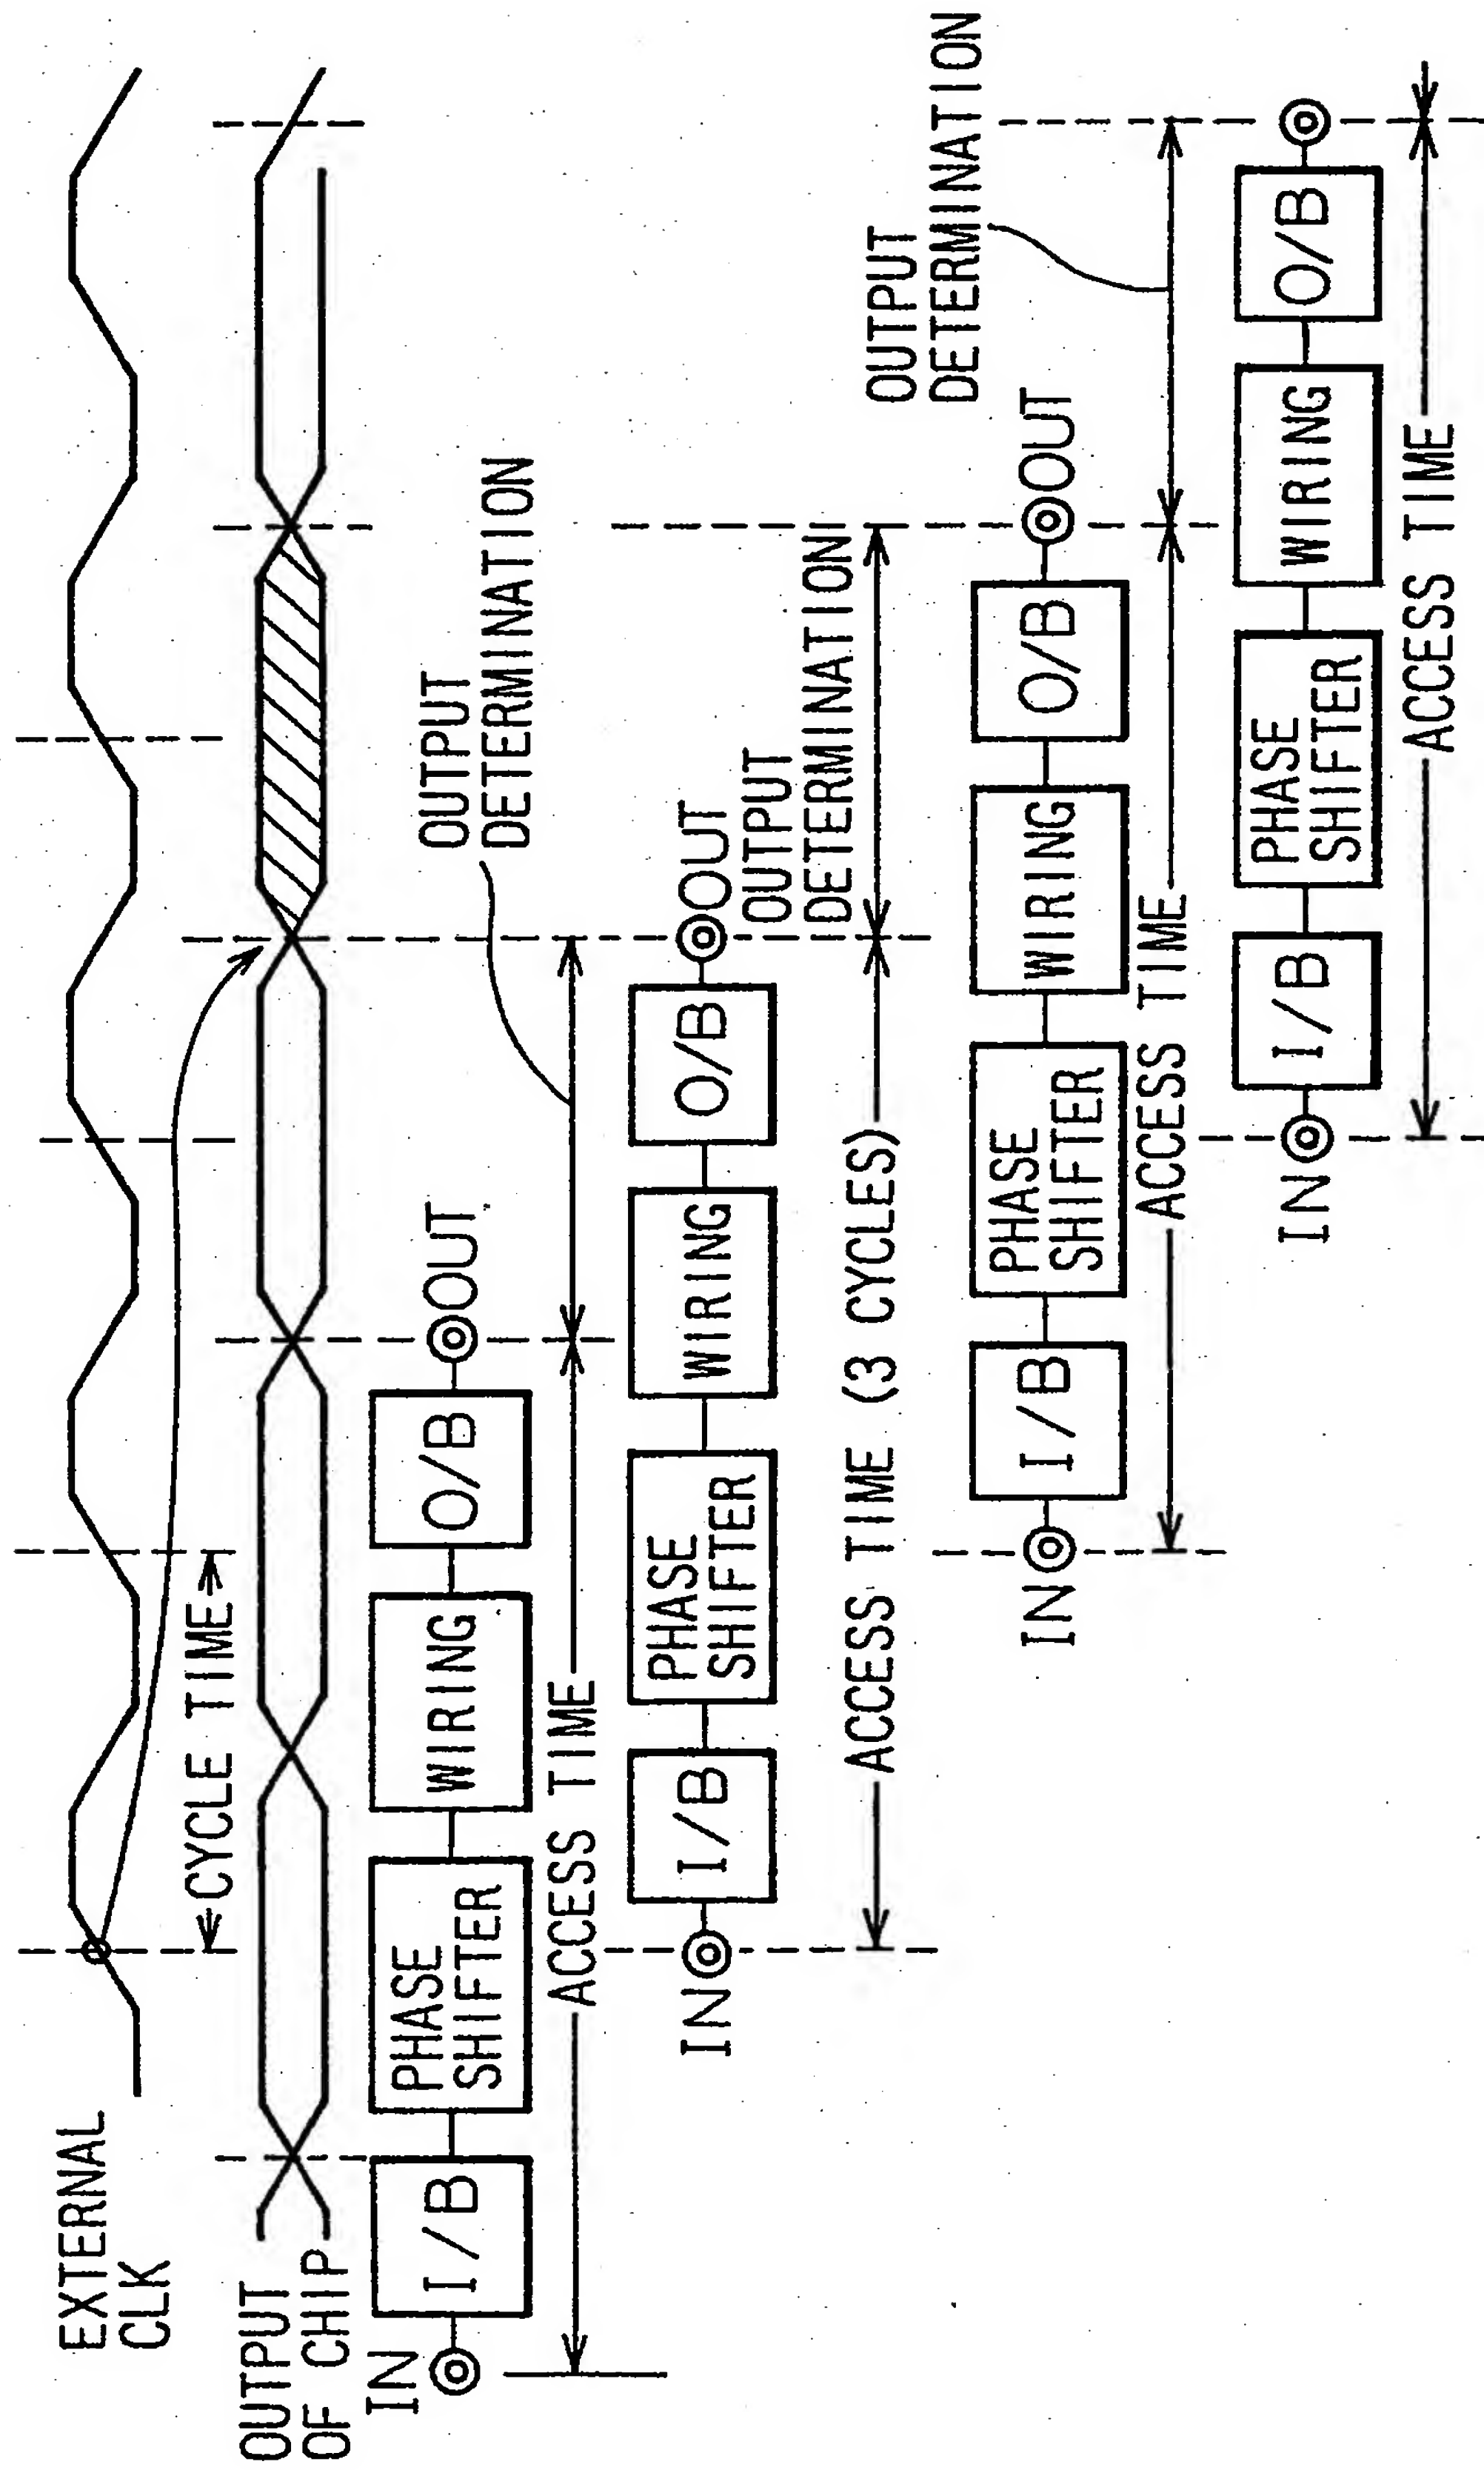 EXTERNAL
CLK
CYCLE TIME
OUTPUT
OF CHIP
IN
I/B
PHASE
SHIFTER
WIRING
O/B
OUT
ACCESS TIME
OUTPUT
DETERMINATION
IN
I/B
PHASE
SHIFTER
WIRING
O/B
OUT
ACCESS TIME (3 CYCLES)
OUTPUT
DETERMINATION
IN
I/B
PHASE
SHIFTER
WIRING
O/B
OUT
ACCESS TIME
OUTPUT
DETERMINATION
IN
I/B
PHASE
SHIFTER
WIRING
O/B
ACCESS TIME